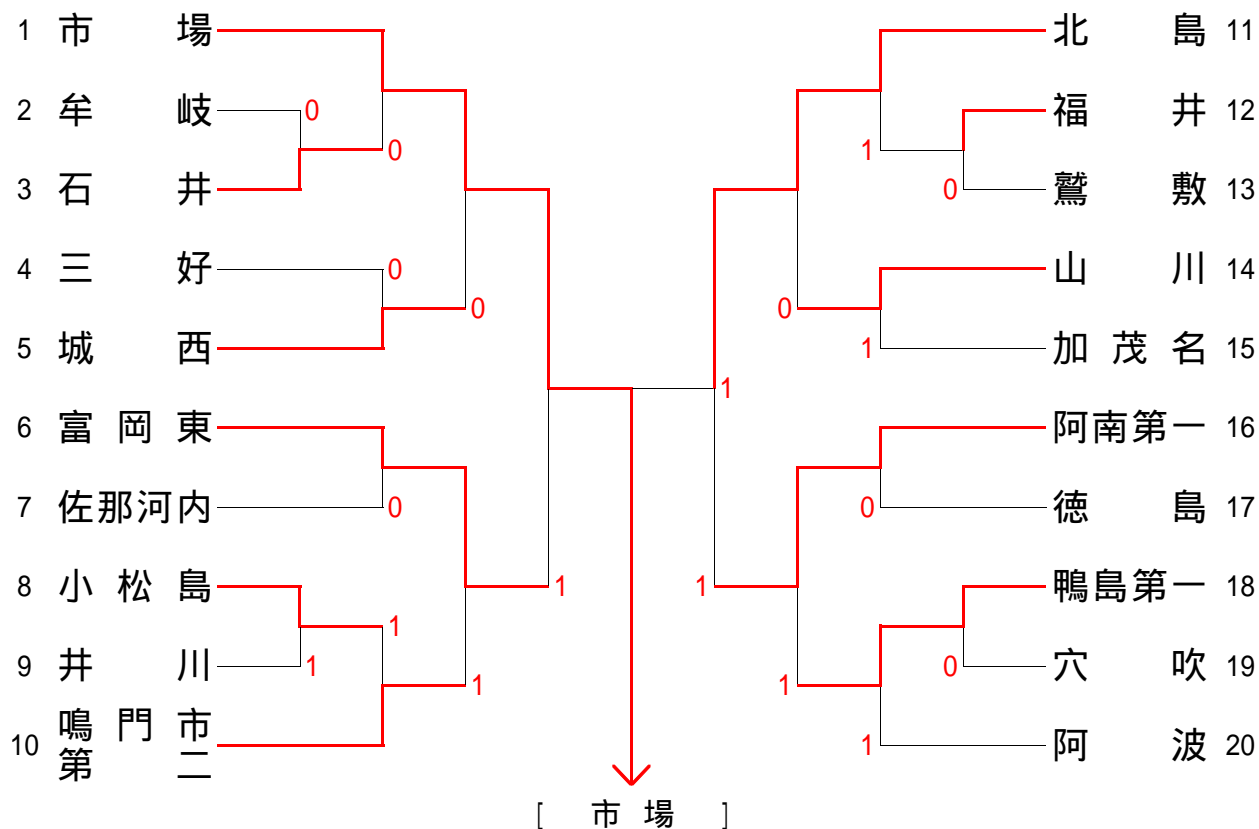 1 市場
0
2 牟岐
0
3 石井
4 三好
0
0
5 城西
6 富岡東
7 佐那河内
0
8 小松島
1
1
9 井川
1
1
10 鳴門市
第二
北島 11
福井 12
1
0
鷲敷 13
山川 14
0
1
加茂名 15
1
阿南第一 16
0
徳島 17
1
鴨島第一 18
0
穴吹 19
1
1
阿波 20
[ 市場 ]